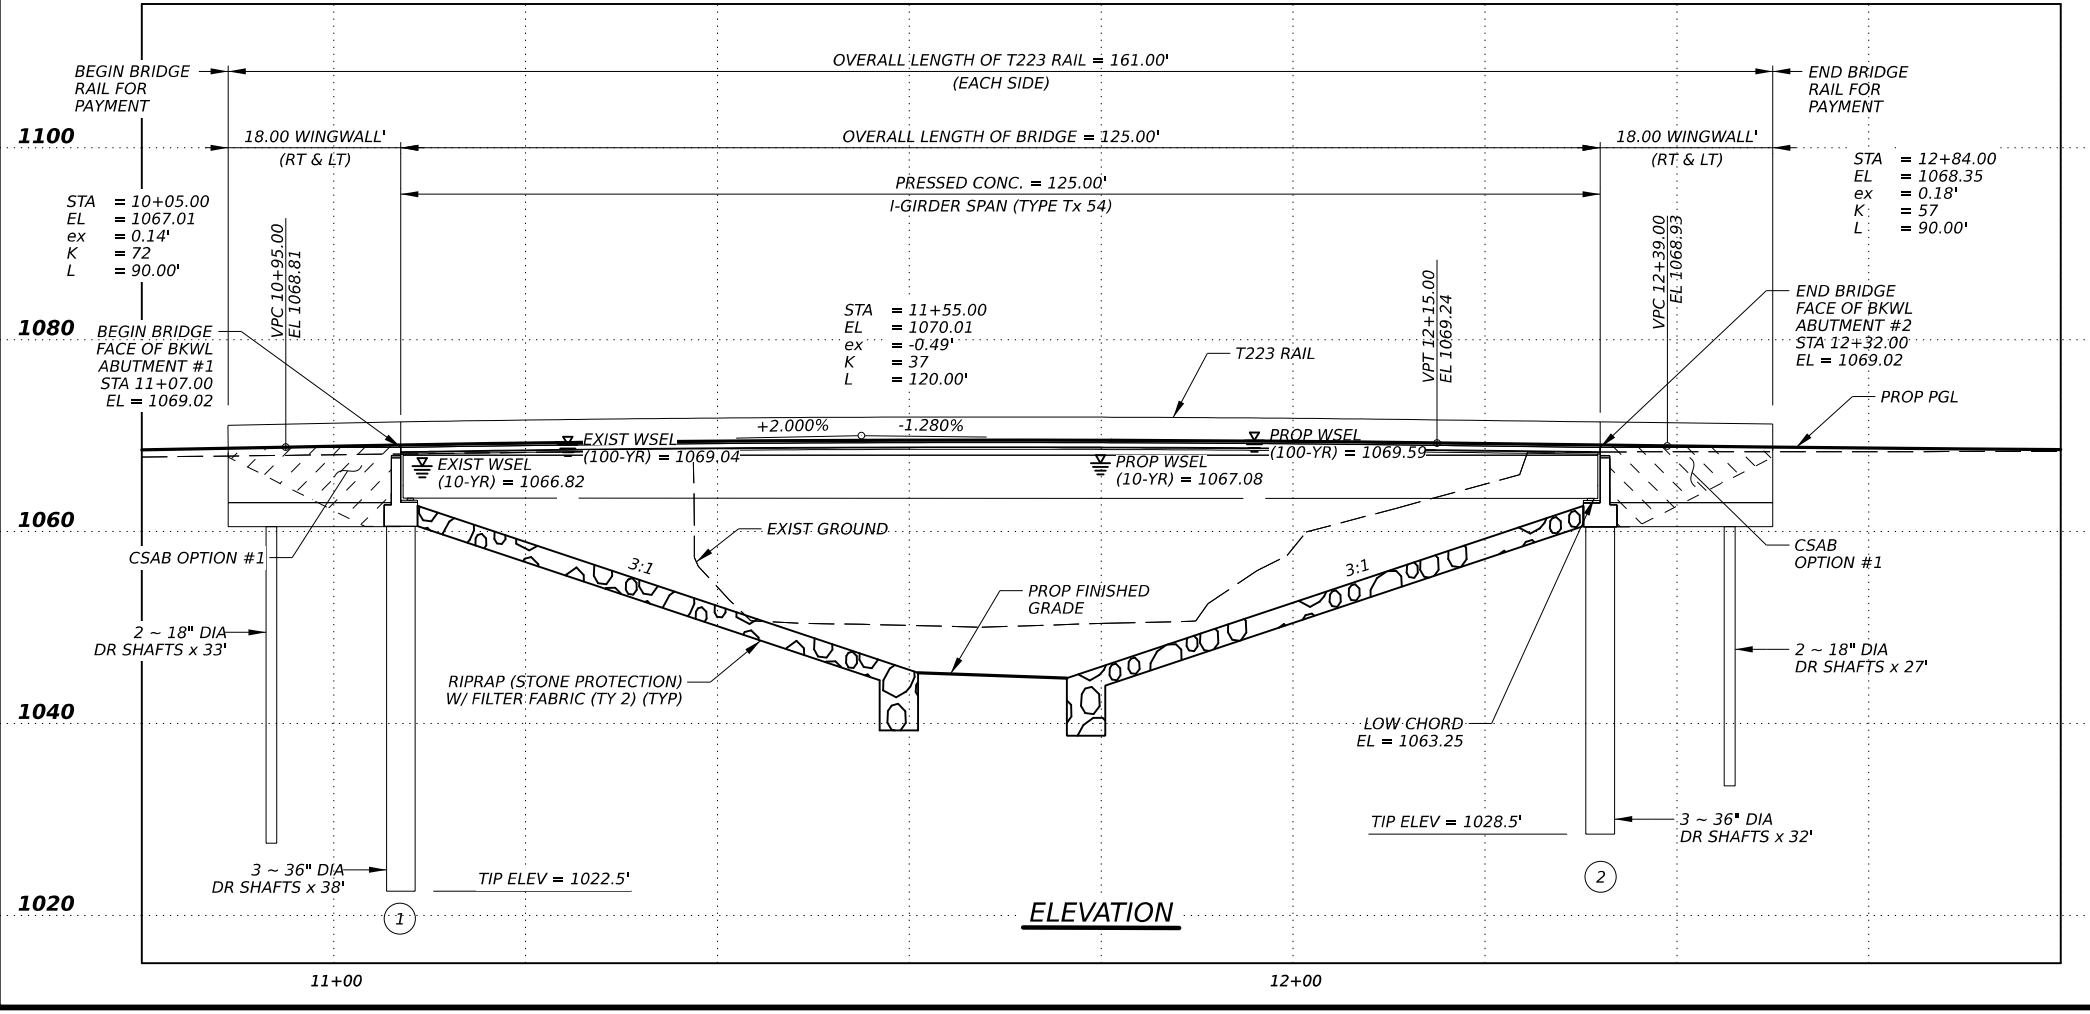 OVERALL LENGTH OF T223 RAIL = 161.00'
(EACH SIDE)
BEGIN BRIDGE
RAIL FOR
PAYMENT
END BRIDGE
RAIL FOR
PAYMENT
1100
18.00 WINGWALL'
(RT & LT)
OVERALL LENGTH OF BRIDGE = 125.00'
18.00 WINGWALL'
(RT & LT)
PRESSED CONC. = 125.00'
I-GIRDER SPAN (TYPE Tx 54)
STA = 10+05.00
EL = 1067.01
ex = 0.14'
K = 72
L = 90.00'
STA = 12+84.00
EL = 1068.35
ex = 0.18'
K = 57
L = 90.00'
VPC 10+95.00
EL 1068.81
STA = 11+55.00
EL = 1070.01
ex = -0.49'
K = 37
L = 120.00'
VPT 12+15.00
EL 1069.24
VPC 12+39.00
EL 1068.93
1080
BEGIN BRIDGE
FACE OF BKWL
ABUTMENT #1
STA 11+07.00
EL = 1069.02
END BRIDGE
FACE OF BKWL
ABUTMENT #2
STA 12+32.00
EL = 1069.02
T223 RAIL
PROP PGL
+2.000%
-1.280%
EXIST WSEL
(100-YR) = 1069.04
EXIST WSEL
(10-YR) = 1066.82
PROP WSEL
(100-YR) = 1069.59
PROP WSEL
(10-YR) = 1067.08
1060
EXIST GROUND
CSAB OPTION #1
3:1
3:1
CSAB
OPTION #1
PROP FINISHED
GRADE
2 ~ 18" DIA
DR SHAFTS x 33'
2 ~ 18" DIA
DR SHAFTS x 27'
RIPRAP (STONE PROTECTION)
W/ FILTER FABRIC (TY 2) (TYP)
1040
LOW CHORD
EL = 1063.25
TIP ELEV = 1028.5'
3 ~ 36" DIA
DR SHAFTS x 32'
3 ~ 36" DIA
DR SHAFTS x 38'
TIP ELEV = 1022.5'
1020
1
2
ELEVATION
11+00
12+00